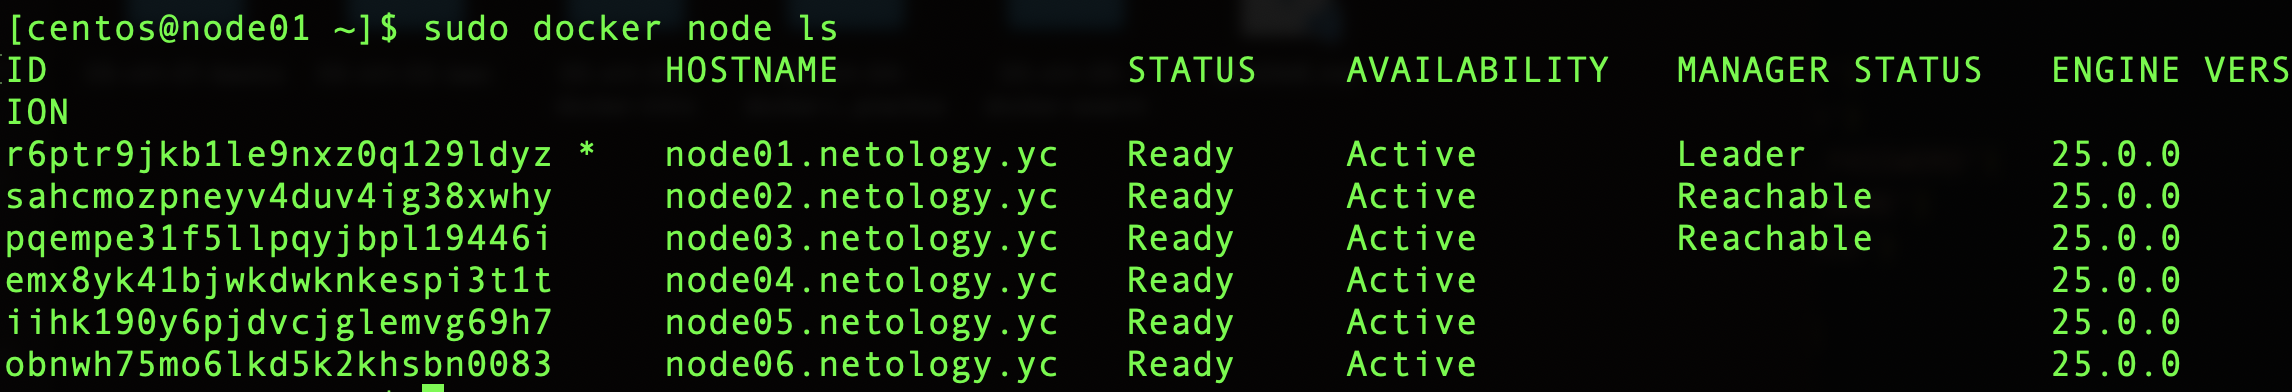 [centos@node01 ~]$ sudo docker node ls
ID HOSTNAME STATUS AVAILABILITY MANAGER STATUS ENGINE VERS
ION
r6ptr9jkb1le9nxz0q129ldyz * node01.netology.yc Ready Active Leader 25.0.0
sahcmozpneyv4duv4ig38xwhy node02.netology.yc Ready Active Reachable 25.0.0
pqempe31f5llpqyjbpl19446i node03.netology.yc Ready Active Reachable 25.0.0
emx8yk41bjwkdwknkespi3t1t node04.netology.yc Ready Active 25.0.0
iihk190y6pjdvcjglemvg69h7 node05.netology.yc Ready Active 25.0.0
obnwh75mo6lkd5k2khsbn0083 node06.netology.yc Ready Active 25.0.0